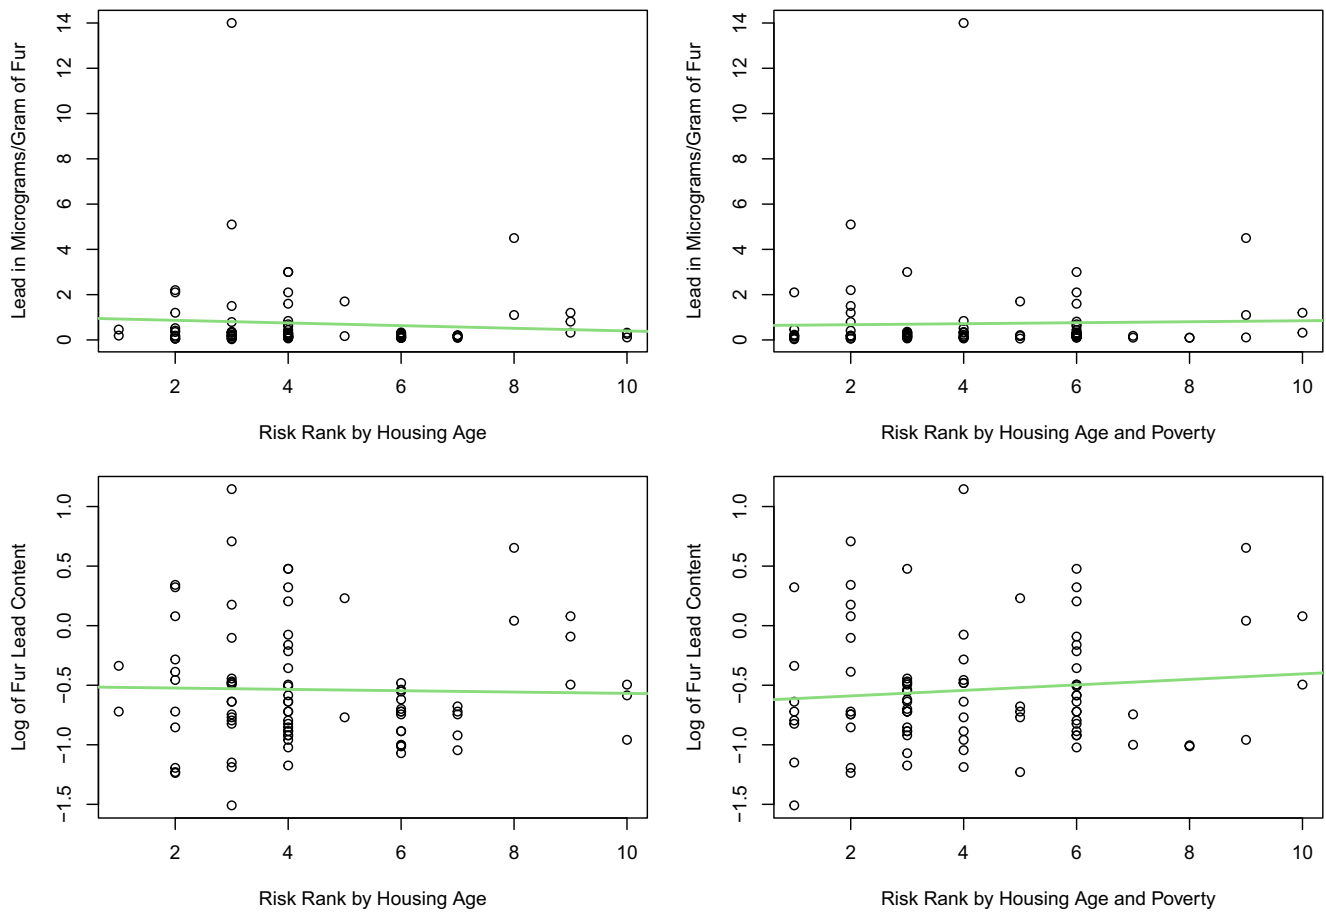 Lead in Micrograms/Gram of Fur
14
12
10
8
6
4
2
0
2 4 6 8 10
Risk Rank by Housing Age
Lead in Micrograms/Gram of Fur
14
12
10
8
6
4
2
0
2 4 6 8 10
Risk Rank by Housing Age and Poverty
Log of Fur Lead Content
1.0
0.5
0.0
−0.5
−1.0
−1.5
2 4 6 8 10
Risk Rank by Housing Age
Log of Fur Lead Content
1.0
0.5
0.0
−0.5
−1.0
−1.5
2 4 6 8 10
Risk Rank by Housing Age and Poverty